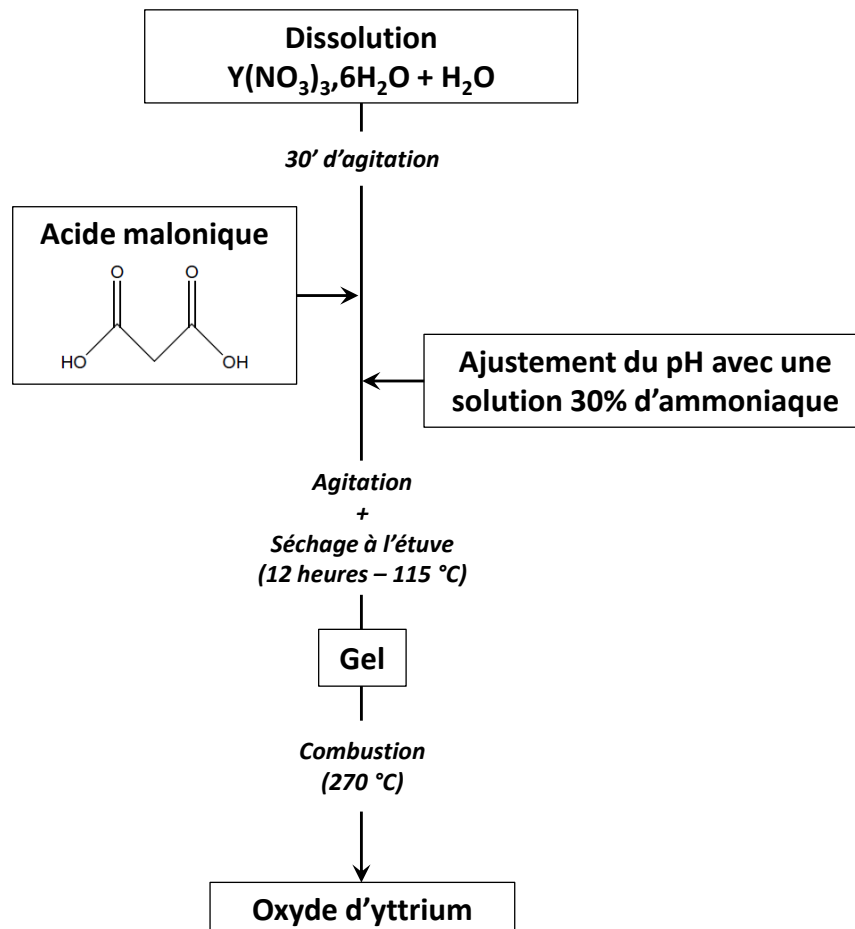 Dissolution
Y(NO₃)₃,6H₂O + H₂O
30’ d’agitation
Acide malonique
O O
HO OH
Ajustement du pH avec une
solution 30% d’ammoniaque
Agitation
+
Séchage à l’étuve
(12 heures – 115 °C)
Gel
Combustion
(270 °C)
Oxyde d’yttrium